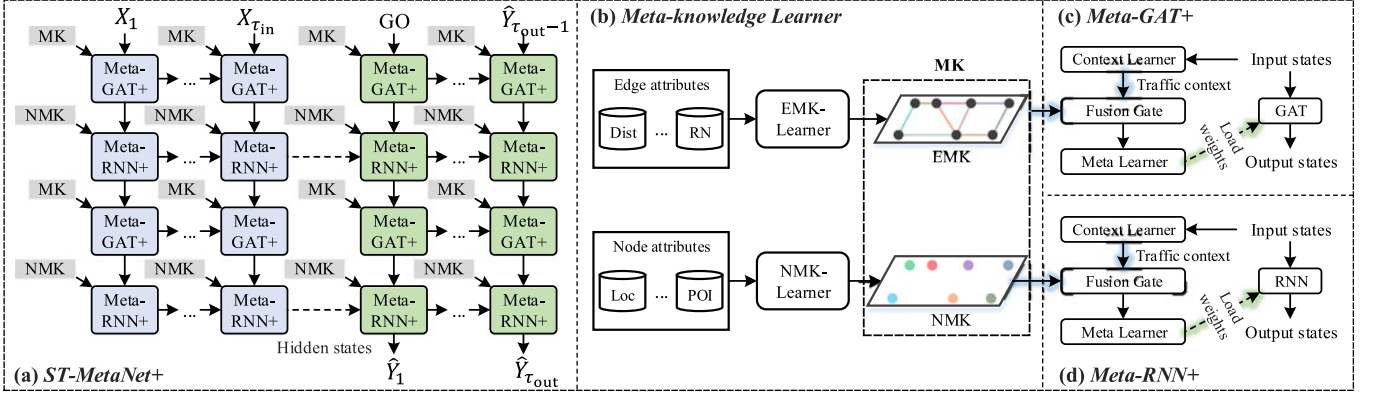 X₁ X_τin GO Ŷ_τout−1
MK MK MK MK
Meta- Meta- Meta- Meta-
GAT+ ... GAT+ GAT+ ... GAT+
NMK NMK NMK NMK
Meta- Meta- Meta- Meta-
RNN+ ... RNN+ RNN+ ... RNN+
MK MK MK MK
Meta- Meta- Meta- Meta-
GAT+ ... GAT+ GAT+ ... GAT+
NMK NMK NMK NMK
Meta- Meta- Meta- Meta-
RNN+ ... RNN+ RNN+ ... RNN+
Hidden states
Ŷ₁ Ŷ_τout
(a) ST-MetaNet+
(b) Meta-knowledge Learner
MK
Edge attributes
Dist ... RN
EMK-
Learner
EMK
Node attributes
Loc ... POI
NMK-
Learner
NMK
(c) Meta-GAT+
Context Learner Input states
Traffic context
Fusion Gate GAT
Load
weights
Meta Learner Output states
Context Learner Input states
Traffic context
Fusion Gate RNN
Load
weights
Meta Learner Output states
(d) Meta-RNN+